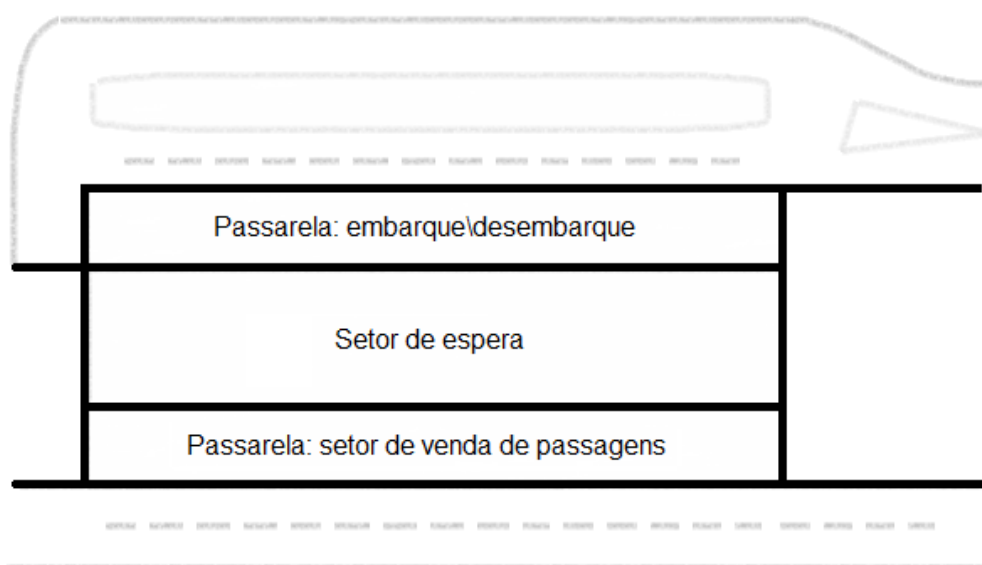 Passarela: embarque\desembarque
Setor de espera
Passarela: setor de venda de passagens